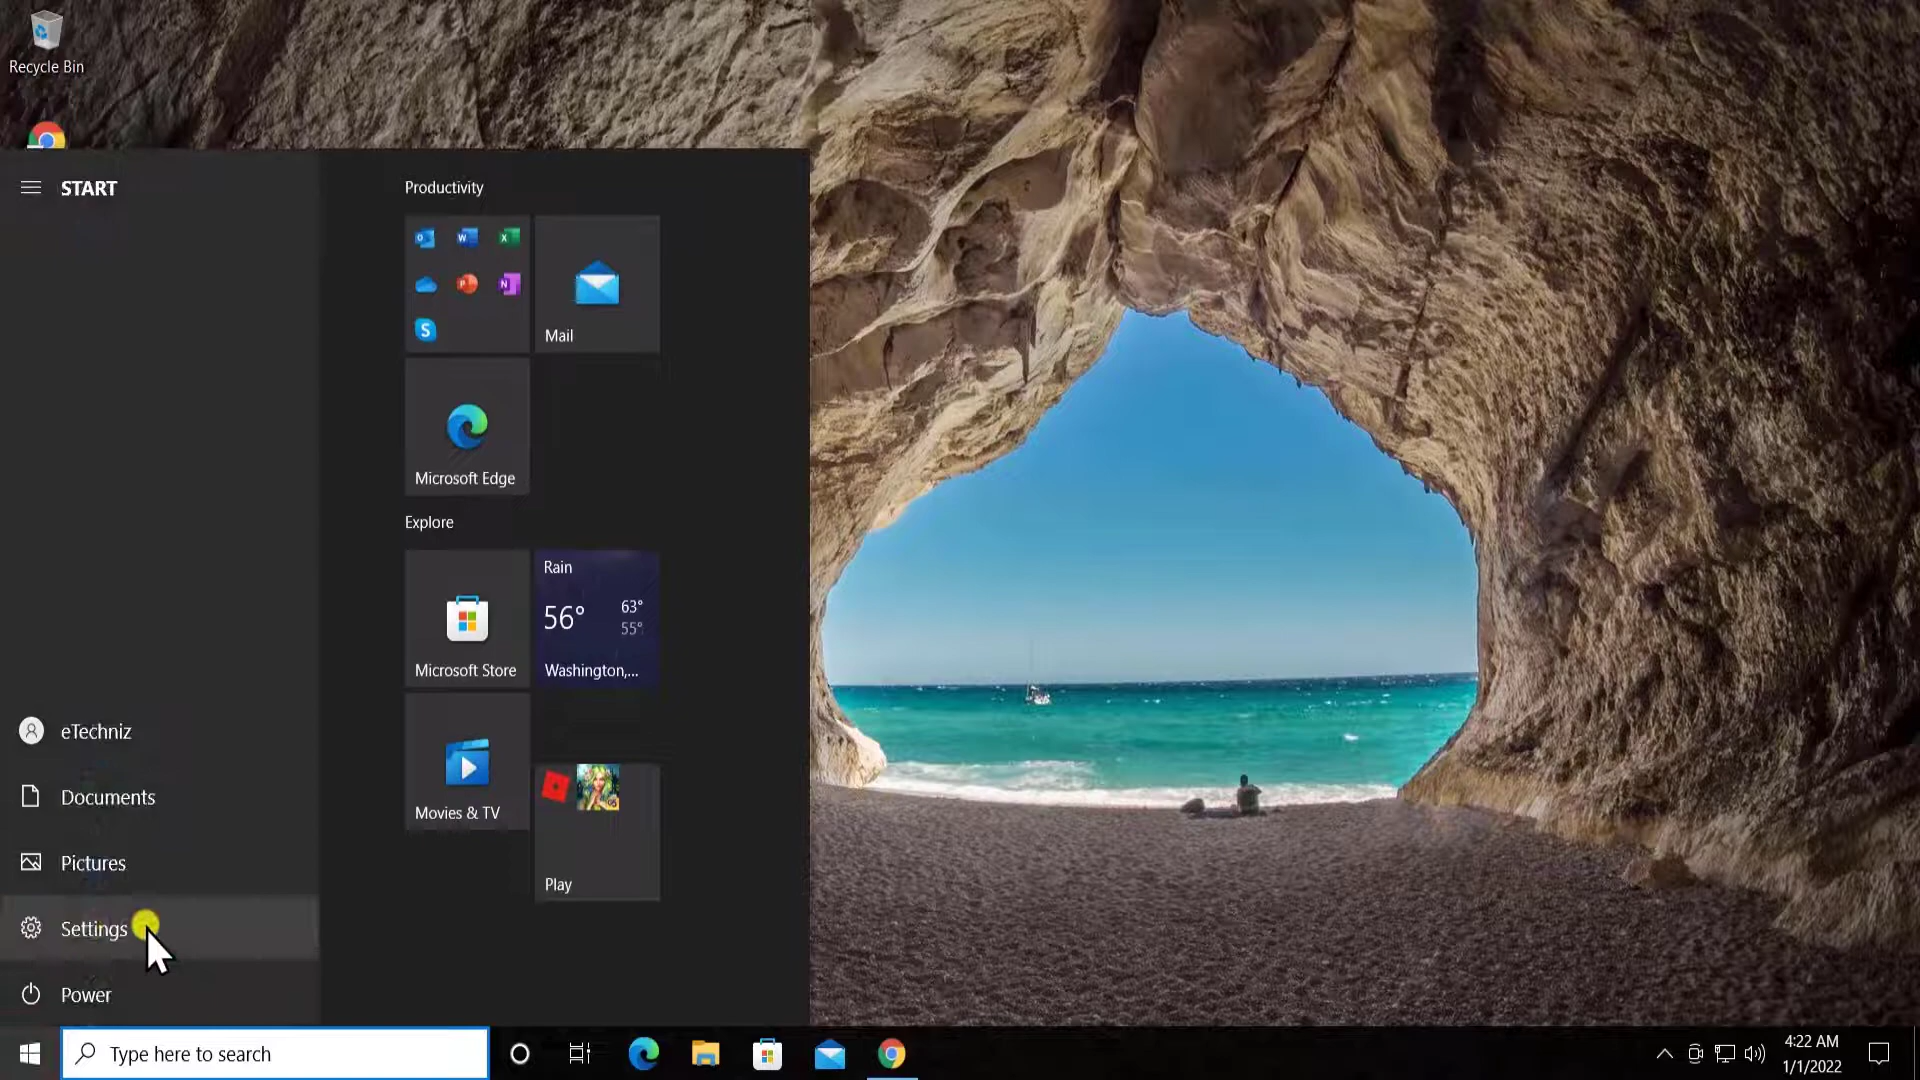 Recycle Bin
START
Productivity
Mail
Microsoft Edge
Explore
Microsoft Store
Rain
56°
63°
55°
Washington,...
Movies & TV
Play
eTechniz
Documents
Pictures
Settings
Power
Type here to search
4:22 AM
1/1/2022